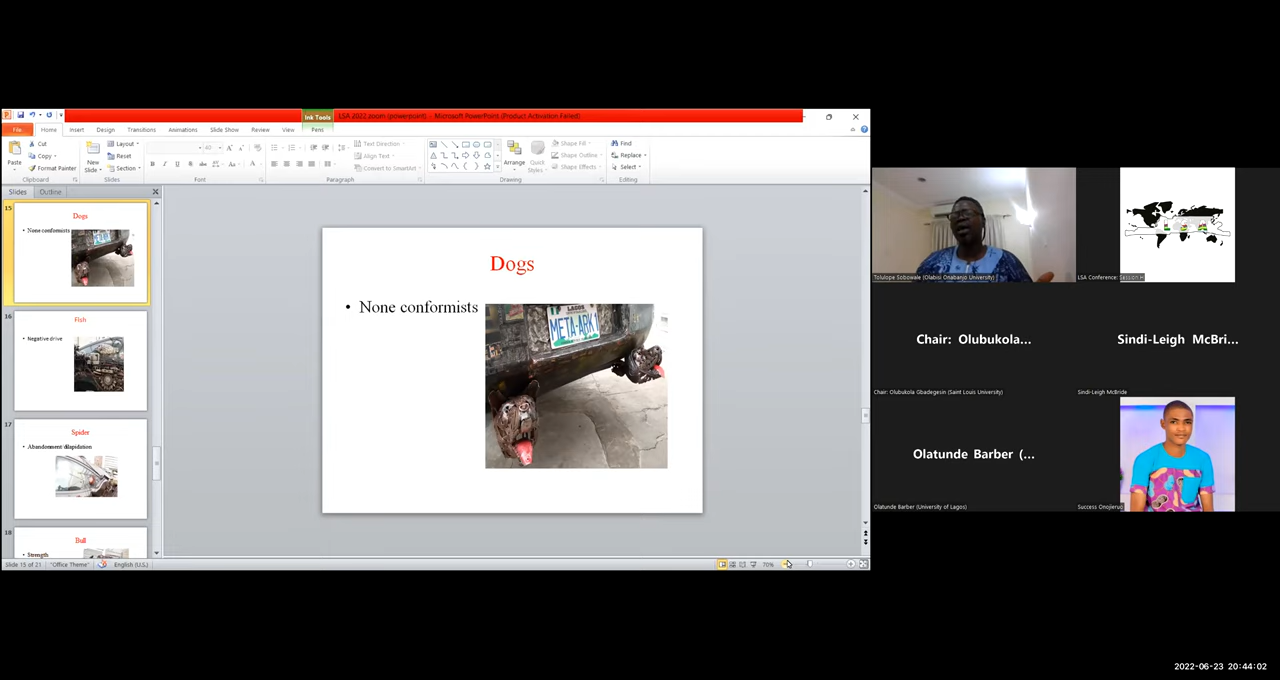 Ink Tools
LSA 2022 zoom (powerpoint) - Microsoft PowerPoint (Product Activation Failed)
File Home Insert Design Transitions Animations Slide Show Review View Pens
Cut
Copy
Format Painter
Paste
Clipboard
New Slide
Layout
Reset
Section
Slides
Font
Text Direction
Align Text
Convert to SmartArt
Paragraph
Arrange
Quick Styles
Shape Fill
Shape Outline
Shape Effects
Drawing
Find
Replace
Select
Editing
Slides Outline
15
Dogs
• None conformists
16
Fish
• Negative drive
17
Spider
18
Bull
• Strength
Dogs
• None conformists
LAGOS
META-ARK1
Slide 15 of 21 "Office Theme" English (U.S.)
70%
Tolulope Sobowale (Olabisi Onabanjo University)
LSA Conference: Session H
Chair: Olubukola...
Chair: Olubukola Gbadegesin (Saint Louis University)
Sindi-Leigh McBri...
Sindi-Leigh McBride
Olatunde Barber (...
Olatunde Barber (University of Lagos)
2022-06-23 20:44:02